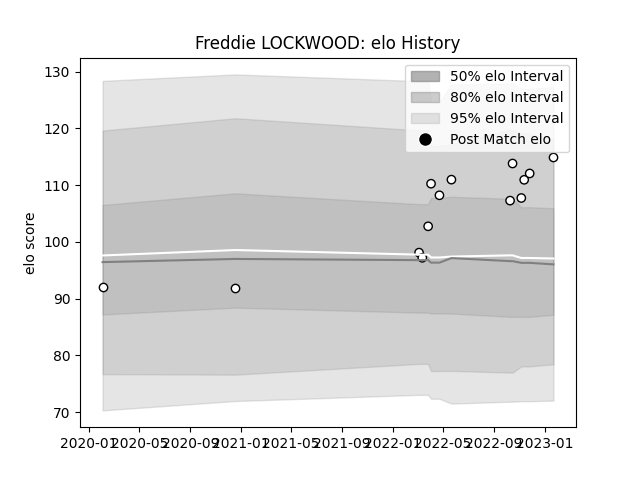 Freddie LOCKWOOD: elo History
130
120
110
100
90
80
70
elo score
50% elo Interval
80% elo Interval
95% elo Interval
Post Match elo
2020-01 2020-05 2020-09 2021-01 2021-05 2021-09 2022-01 2022-05 2022-09 2023-01